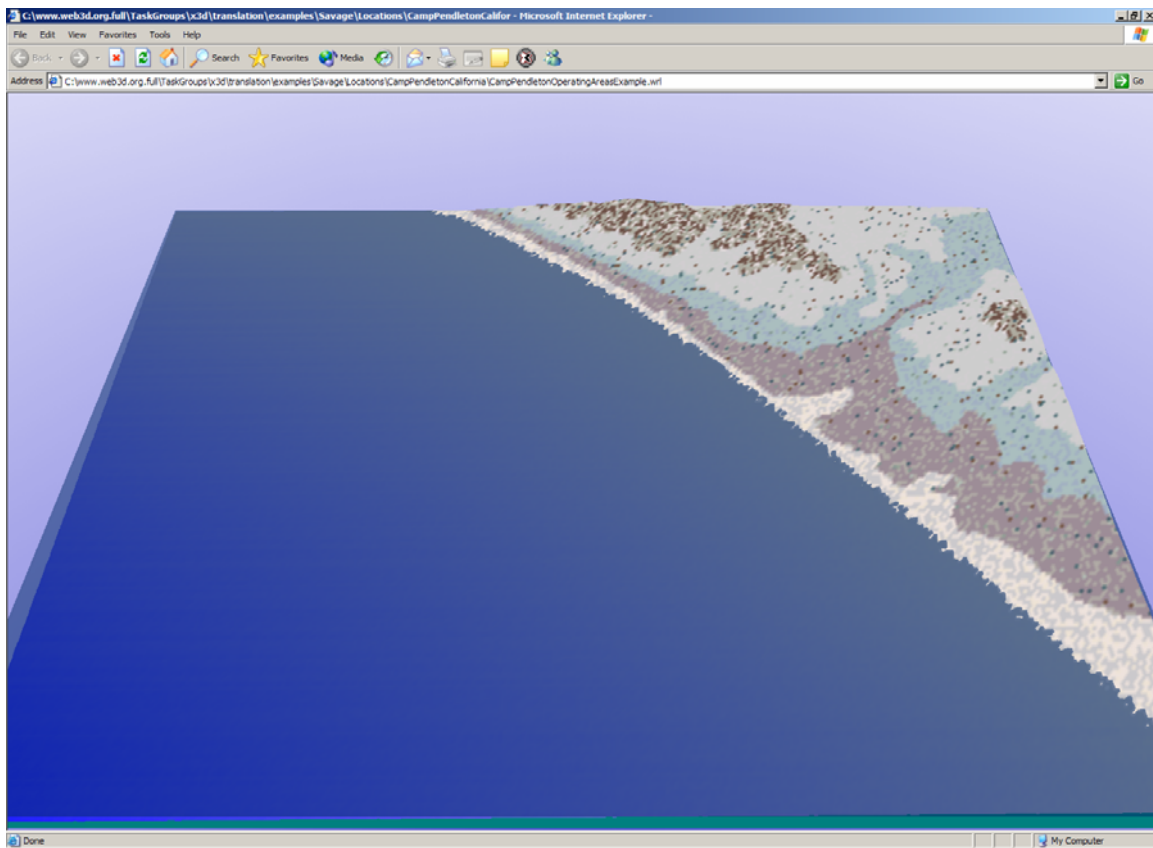 C:\www.web3d.org.full\TaskGroups\x3d\translation\examples\Savage\Locations\CampPendletonCalifor - Microsoft Internet Explorer -
File Edit View Favorites Tools Help
Back Search Favorites Media
Address C:\www.web3d.org.full\TaskGroups\x3d\translation\examples\Savage\Locations\CampPendletonCalifornia\CampPendletonOperatingAreasExample.wrl Go
Done My Computer